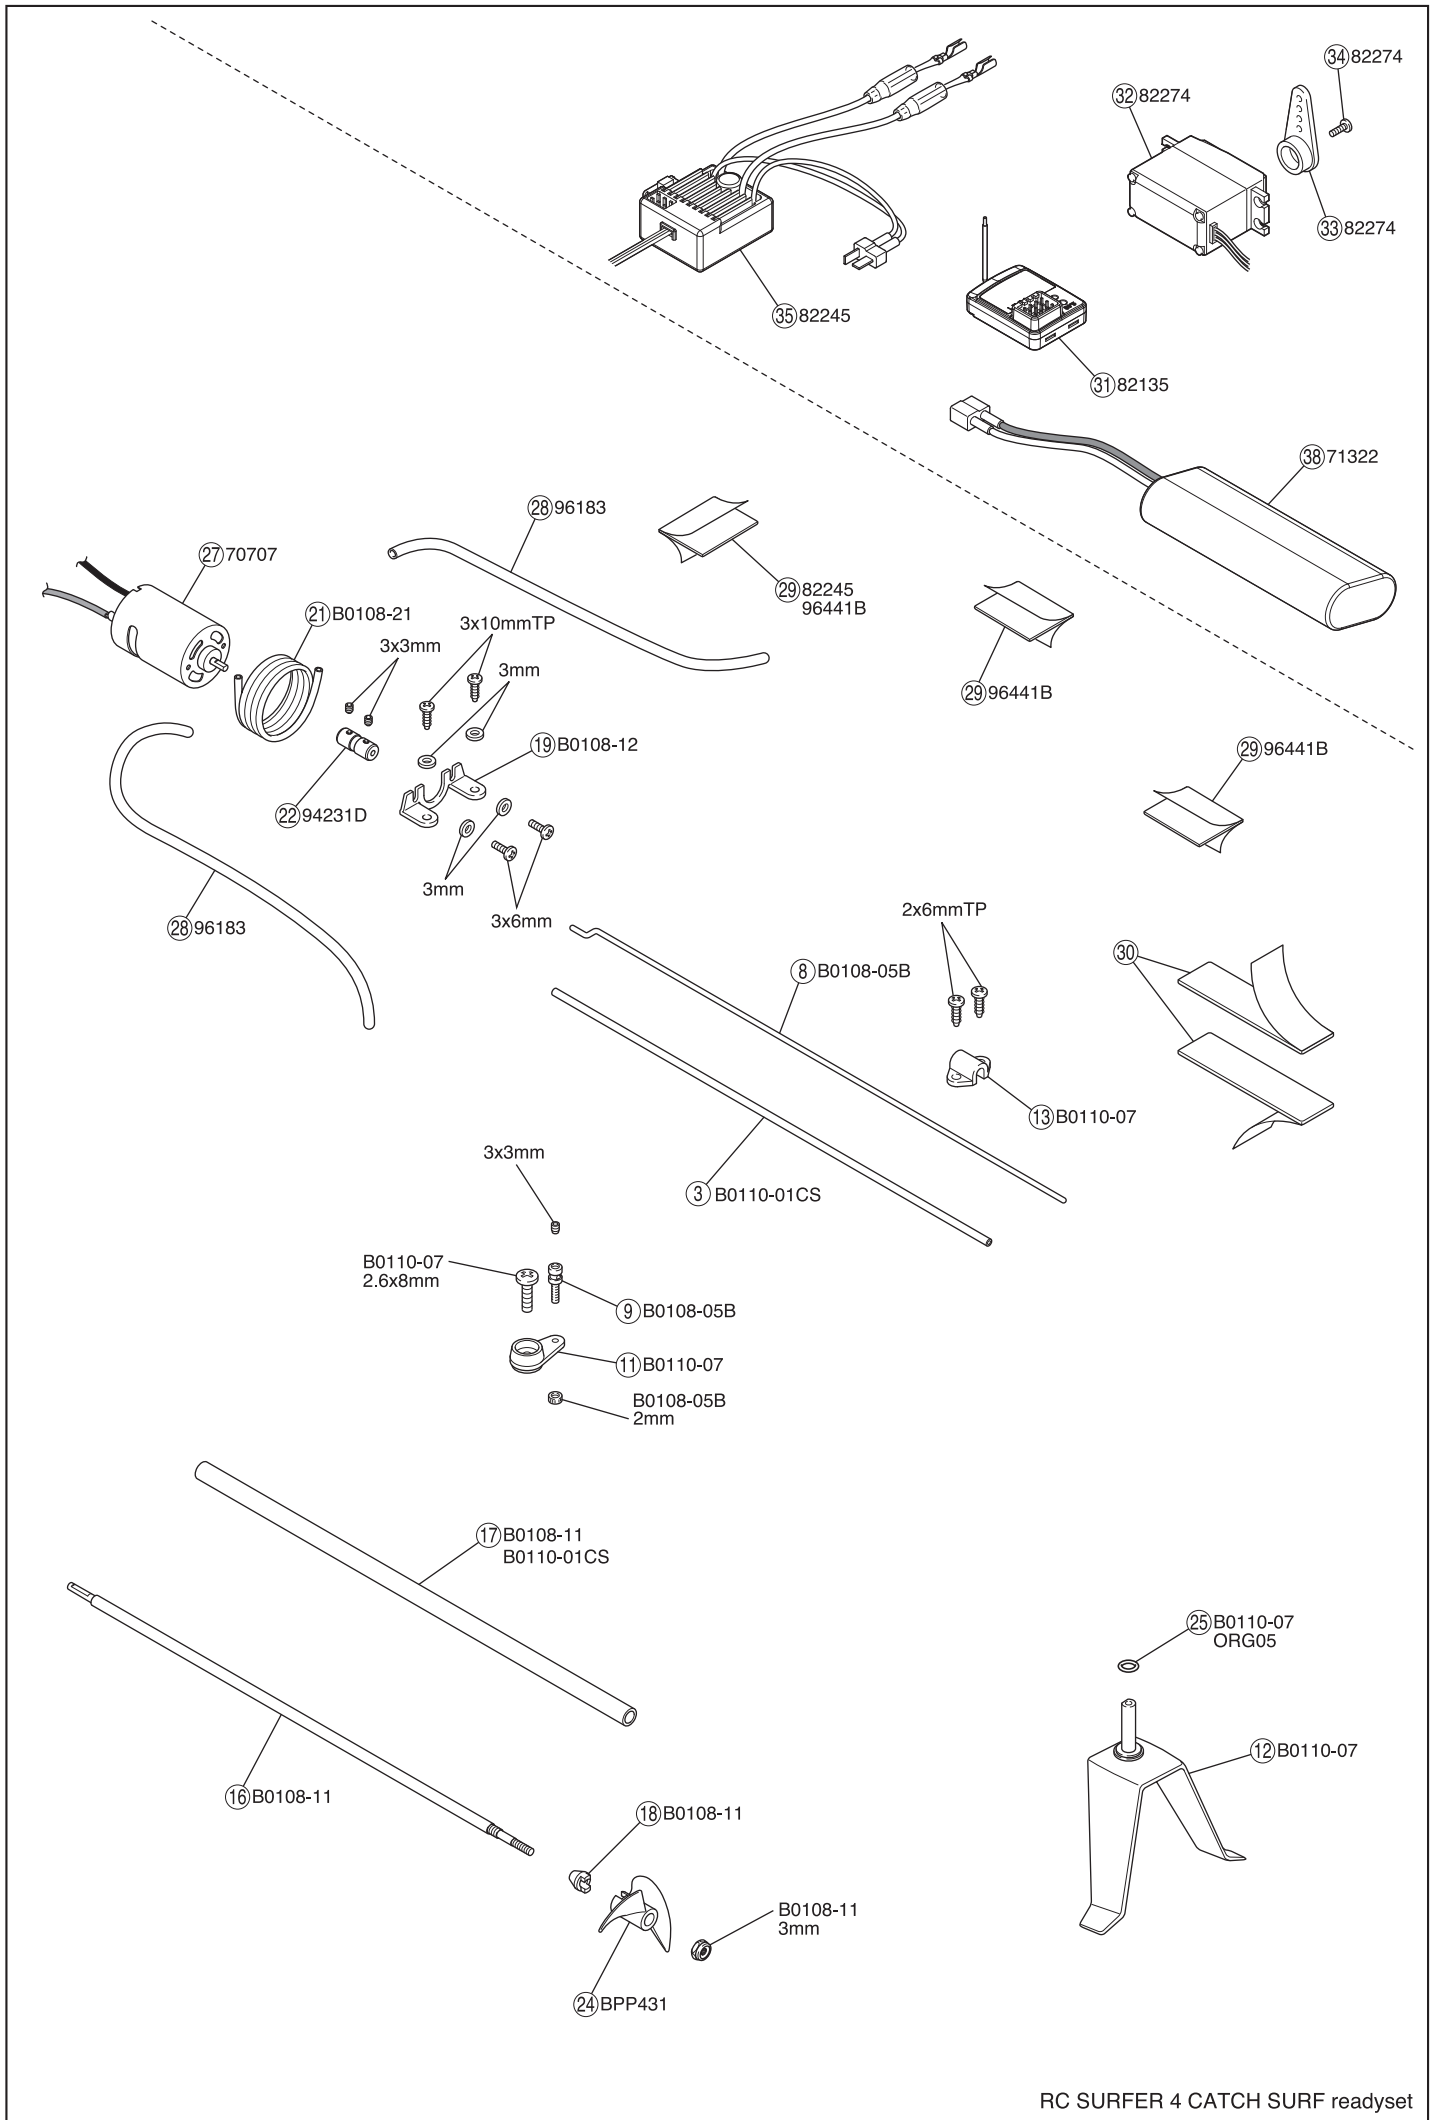 34 82274
32 82274
33 82274
35 82245
31 82135
38 71322
28 96183
27 70707
29 82245
96441B
21 B0108-21
3x10mmTP
3x3mm
3mm
29 96441B
19 B0108-12
29 96441B
22 94231D
3mm
3x6mm
28 96183
2x6mmTP
30
8 B0108-05B
13 B0110-07
3x3mm
3 B0110-01CS
B0110-07
2.6x8mm
9 B0108-05B
11 B0110-07
B0108-05B
2mm
17 B0108-11
B0110-01CS
25 B0110-07
ORG05
12 B0110-07
16 B0108-11
18 B0108-11
B0108-11
3mm
24 BPP431
RC SURFER 4 CATCH SURF readyset